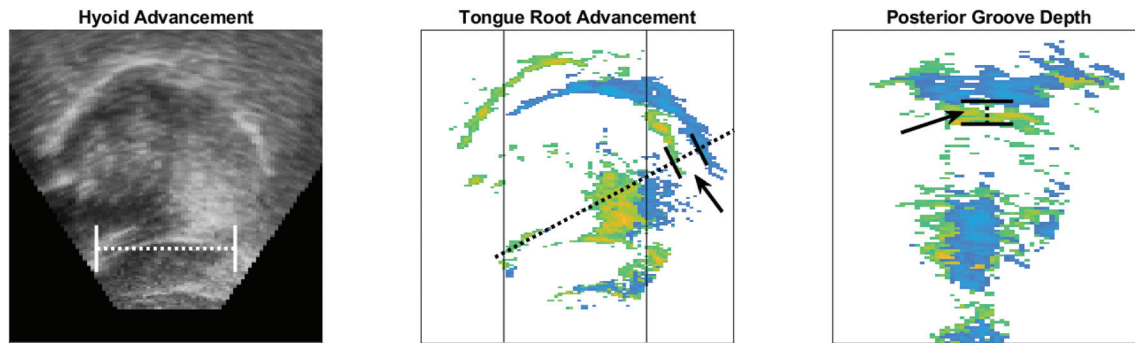 Hyoid Advancement
Tongue Root Advancement
Posterior Groove Depth